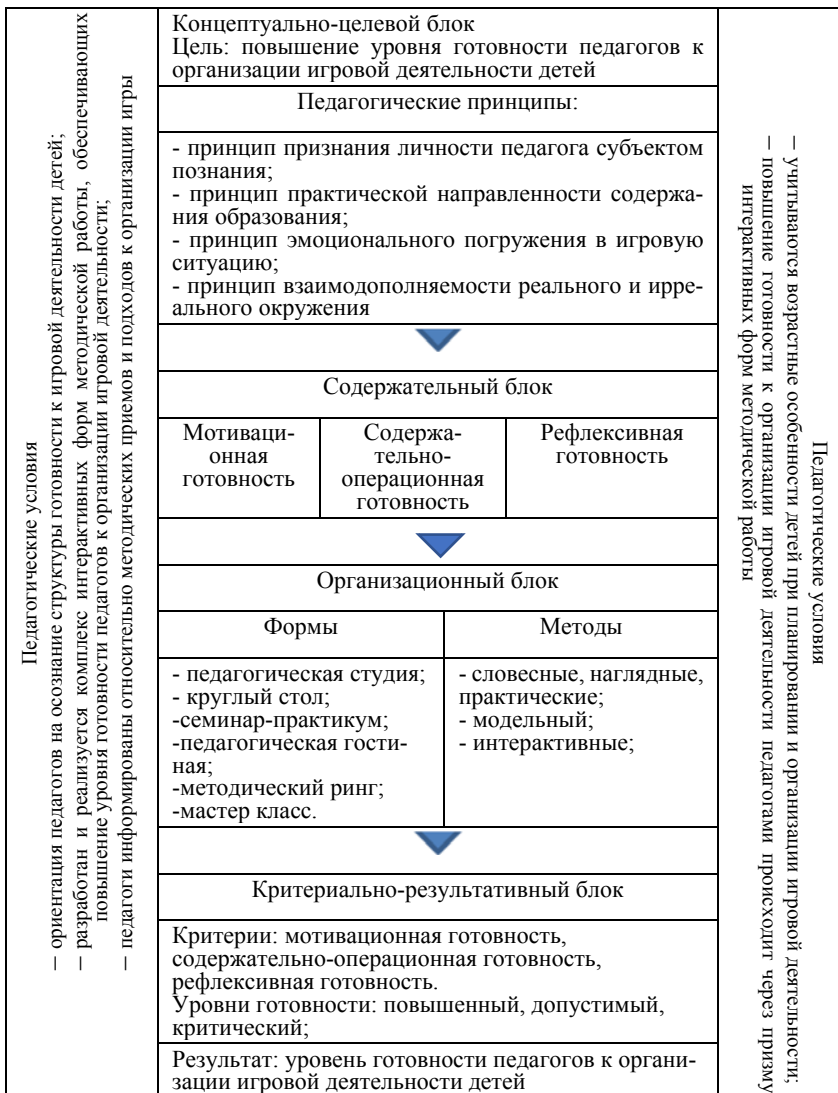 Педагогические условия
— ориентация педагогов на осознание структуры готовности к игровой деятельности детей;
— разработан и реализуется комплекс интерактивных форм методической работы, обеспечивающих
повышение уровня готовности педагогов к организации игровой деятельности;
— педагоги информированы относительно методических приемов и подходов к организации игры
Концептуально-целевой блок
Цель: повышение уровня готовности педагогов к
организации игровой деятельности детей
Педагогические принципы:
- принцип признания личности педагога субъектом
познания;
- принцип практической направленности содержа-
ния образования;
- принцип эмоционального погружения в игровую
ситуацию;
- принцип взаимодополняемости реального и ирре-
ального окружения
Содержательный блок
Мотиваци-
онная
готовность
Содержа-
тельно-
операционная
готовность
Рефлексивная
готовность
Организационный блок
Формы
- педагогическая студия;
- круглый стол;
-семинар-практикум;
-педагогическая гости-
ная;
-методический ринг;
-мастер класс.
Методы
- словесные, наглядные,
практические;
- модельный;
- интерактивные;
Критериально-результативный блок
Критерии: мотивационная готовность,
содержательно-операционная готовность,
рефлексивная готовность.
Уровни готовности: повышенный, допустимый,
критический;
Результат: уровень готовности педагогов к органи-
зации игровой деятельности детей
Педагогические условия
— учитываются возрастные особенности детей при планировании и организации игровой деятельности;
— повышение готовности к организации игровой деятельности педагогами происходит через призму
интерактивных форм методической работы